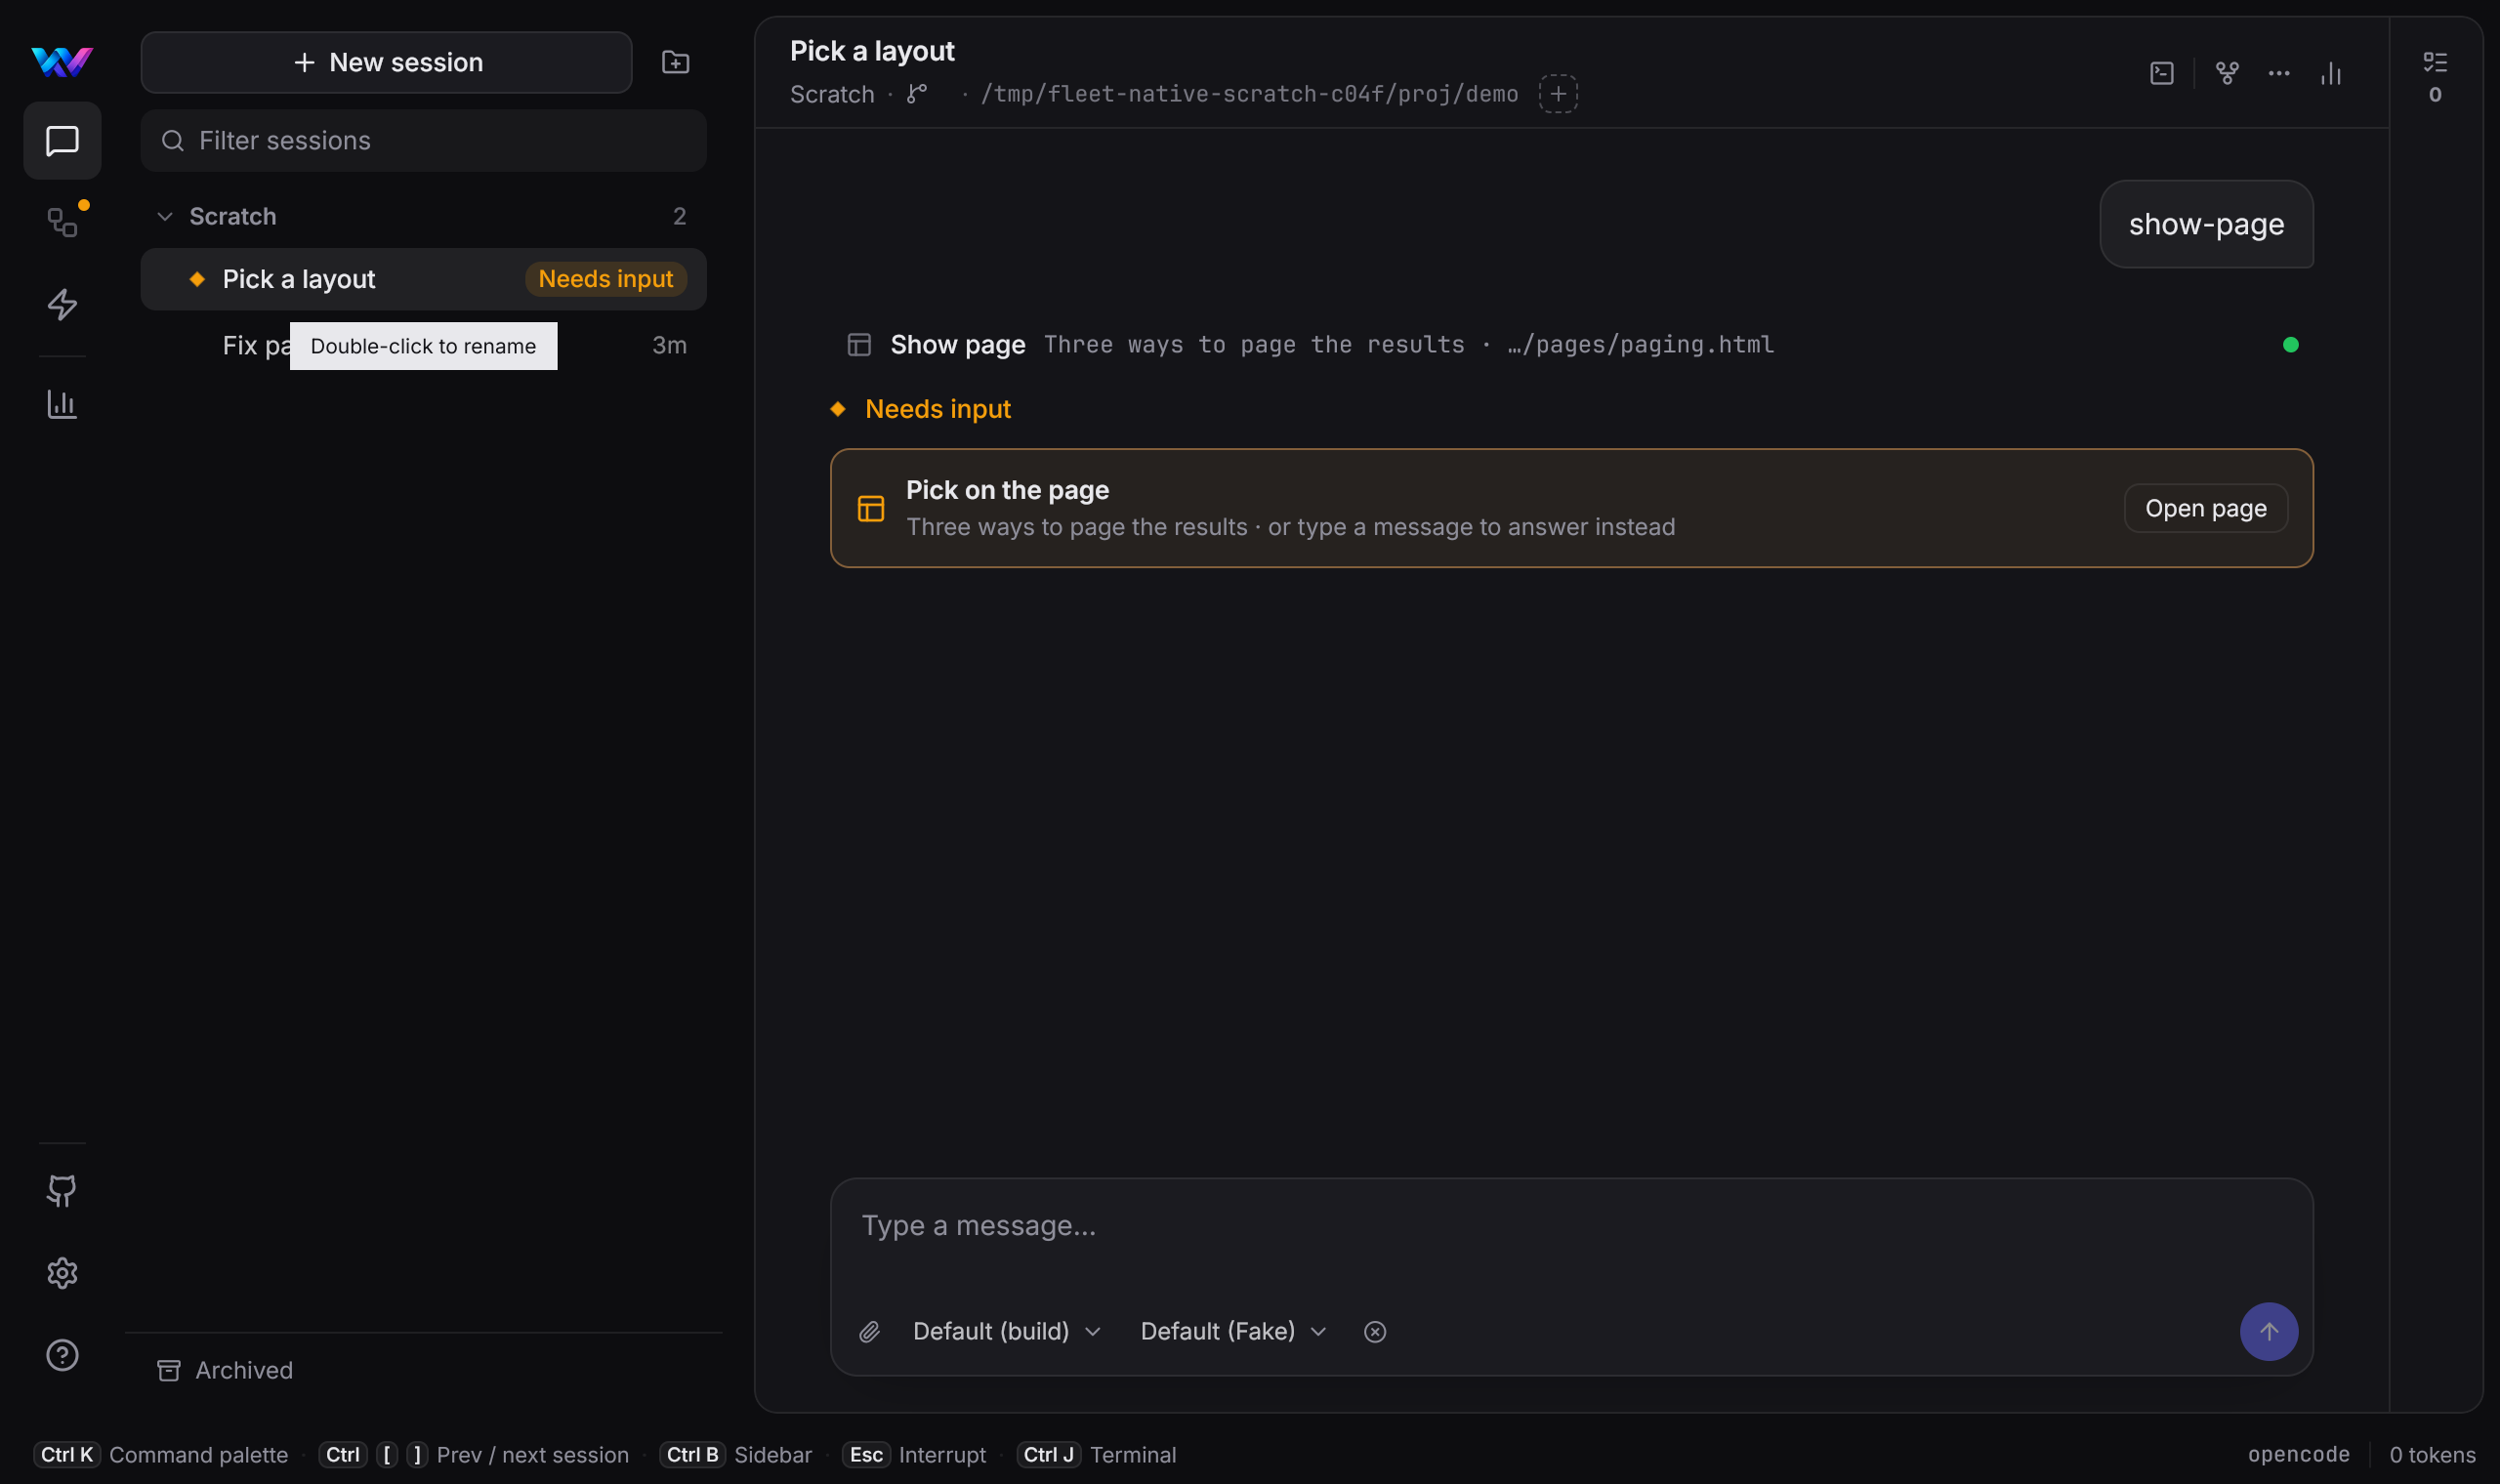 New session
Filter sessions
Scratch 2
Pick a layout Needs input
Fix pa 3m
Double-click to rename
Archived
Pick a layout
Scratch · · /tmp/fleet-native-scratch-c04f/proj/demo
0
show-page
Show page Three ways to page the results · …/pages/paging.html
Needs input
Pick on the page
Three ways to page the results · or type a message to answer instead
Open page
Type a message...
Default (build) Default (Fake)
Ctrl K Command palette · Ctrl [ ] Prev / next session · Ctrl B Sidebar · Esc Interrupt · Ctrl J Terminal
opencode 0 tokens